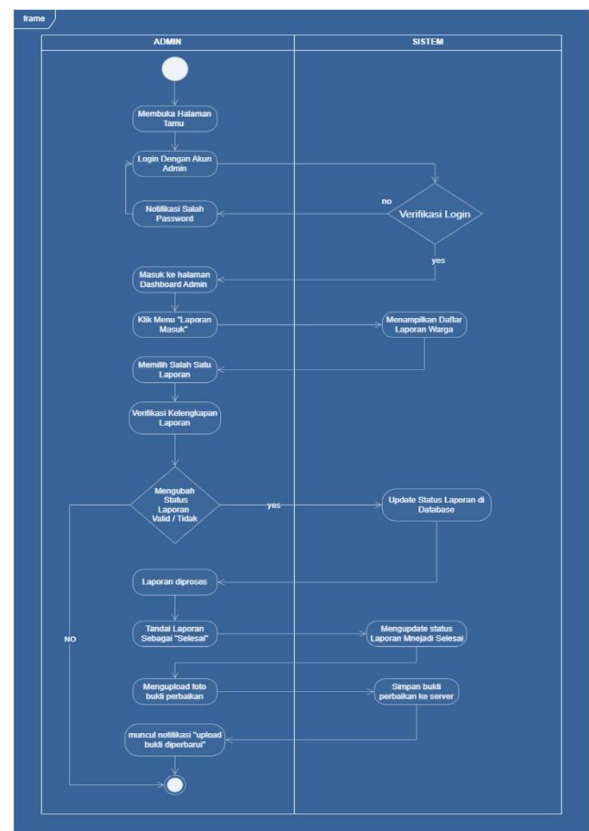 frame
ADMIN
SISTEM
Membuka Halaman
Tamu
Login Dengan Akun
Admin
no
Verifikasi Login
Notifikasi Salah
Password
yes
Masuk ke halaman
Dashboard Admin
Klik Menu "Laporan
Masuk"
Menampilkan Daftar
Laporan Warga
Memilih Salah Satu
Laporan
Verifikasi Kelengkapan
Laporan
Mengubah
Status
Laporan
Valid / Tidak
yes
Update Status Laporan di
Database
Laporan diproses
NO
Tandai Laporan
Sebagai "Selesai"
Mengupdate status
Laporan Mnejadi Selesai
Mengupload foto
bukti perbaikan
Simpan bukti
perbaikan ke server
muncul notifikasi "upload
bukti diperbarui"